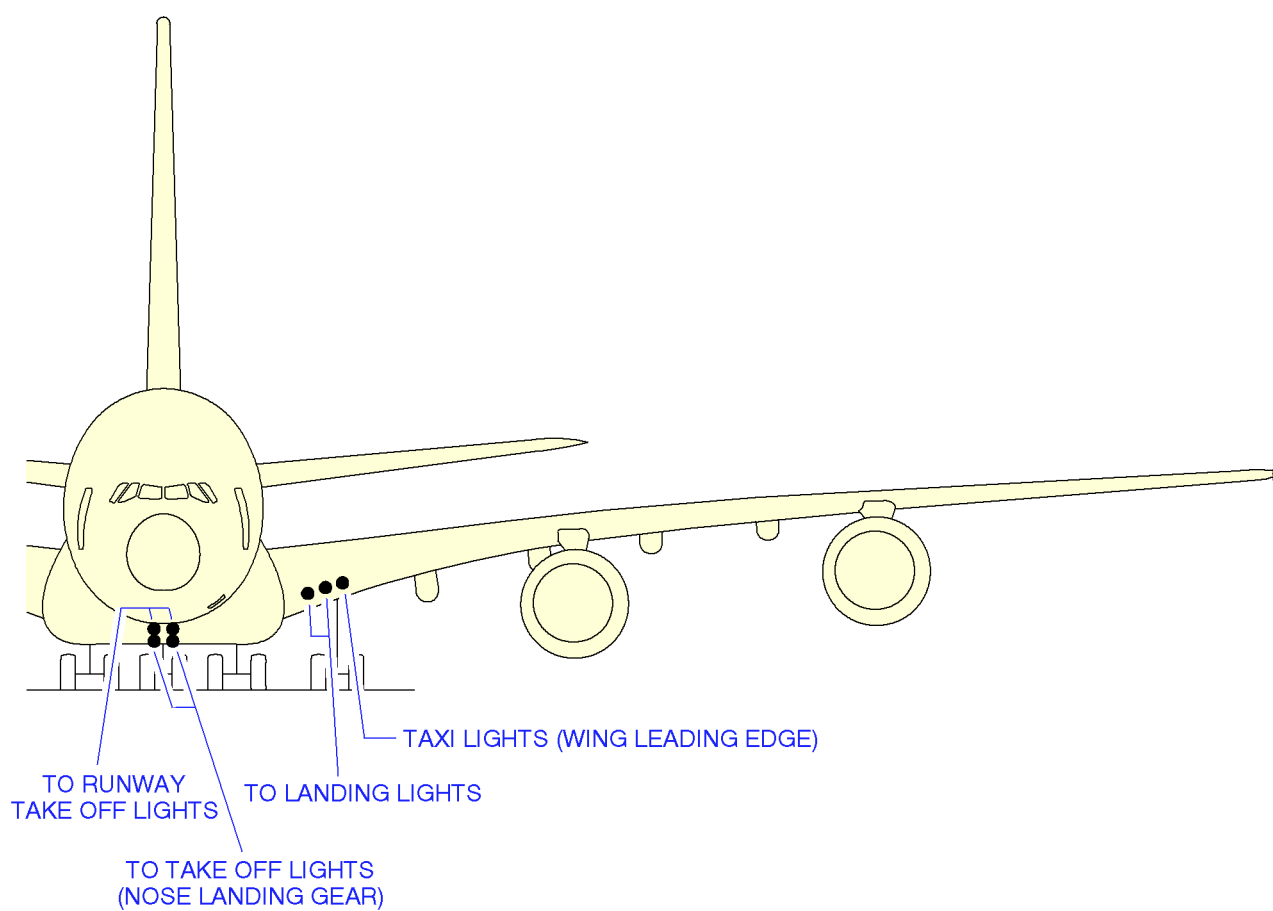 TAXI LIGHTS (WING LEADING EDGE)
TO RUNWAY
TAKE OFF LIGHTS
TO LANDING LIGHTS
TO TAKE OFF LIGHTS
(NOSE LANDING GEAR)